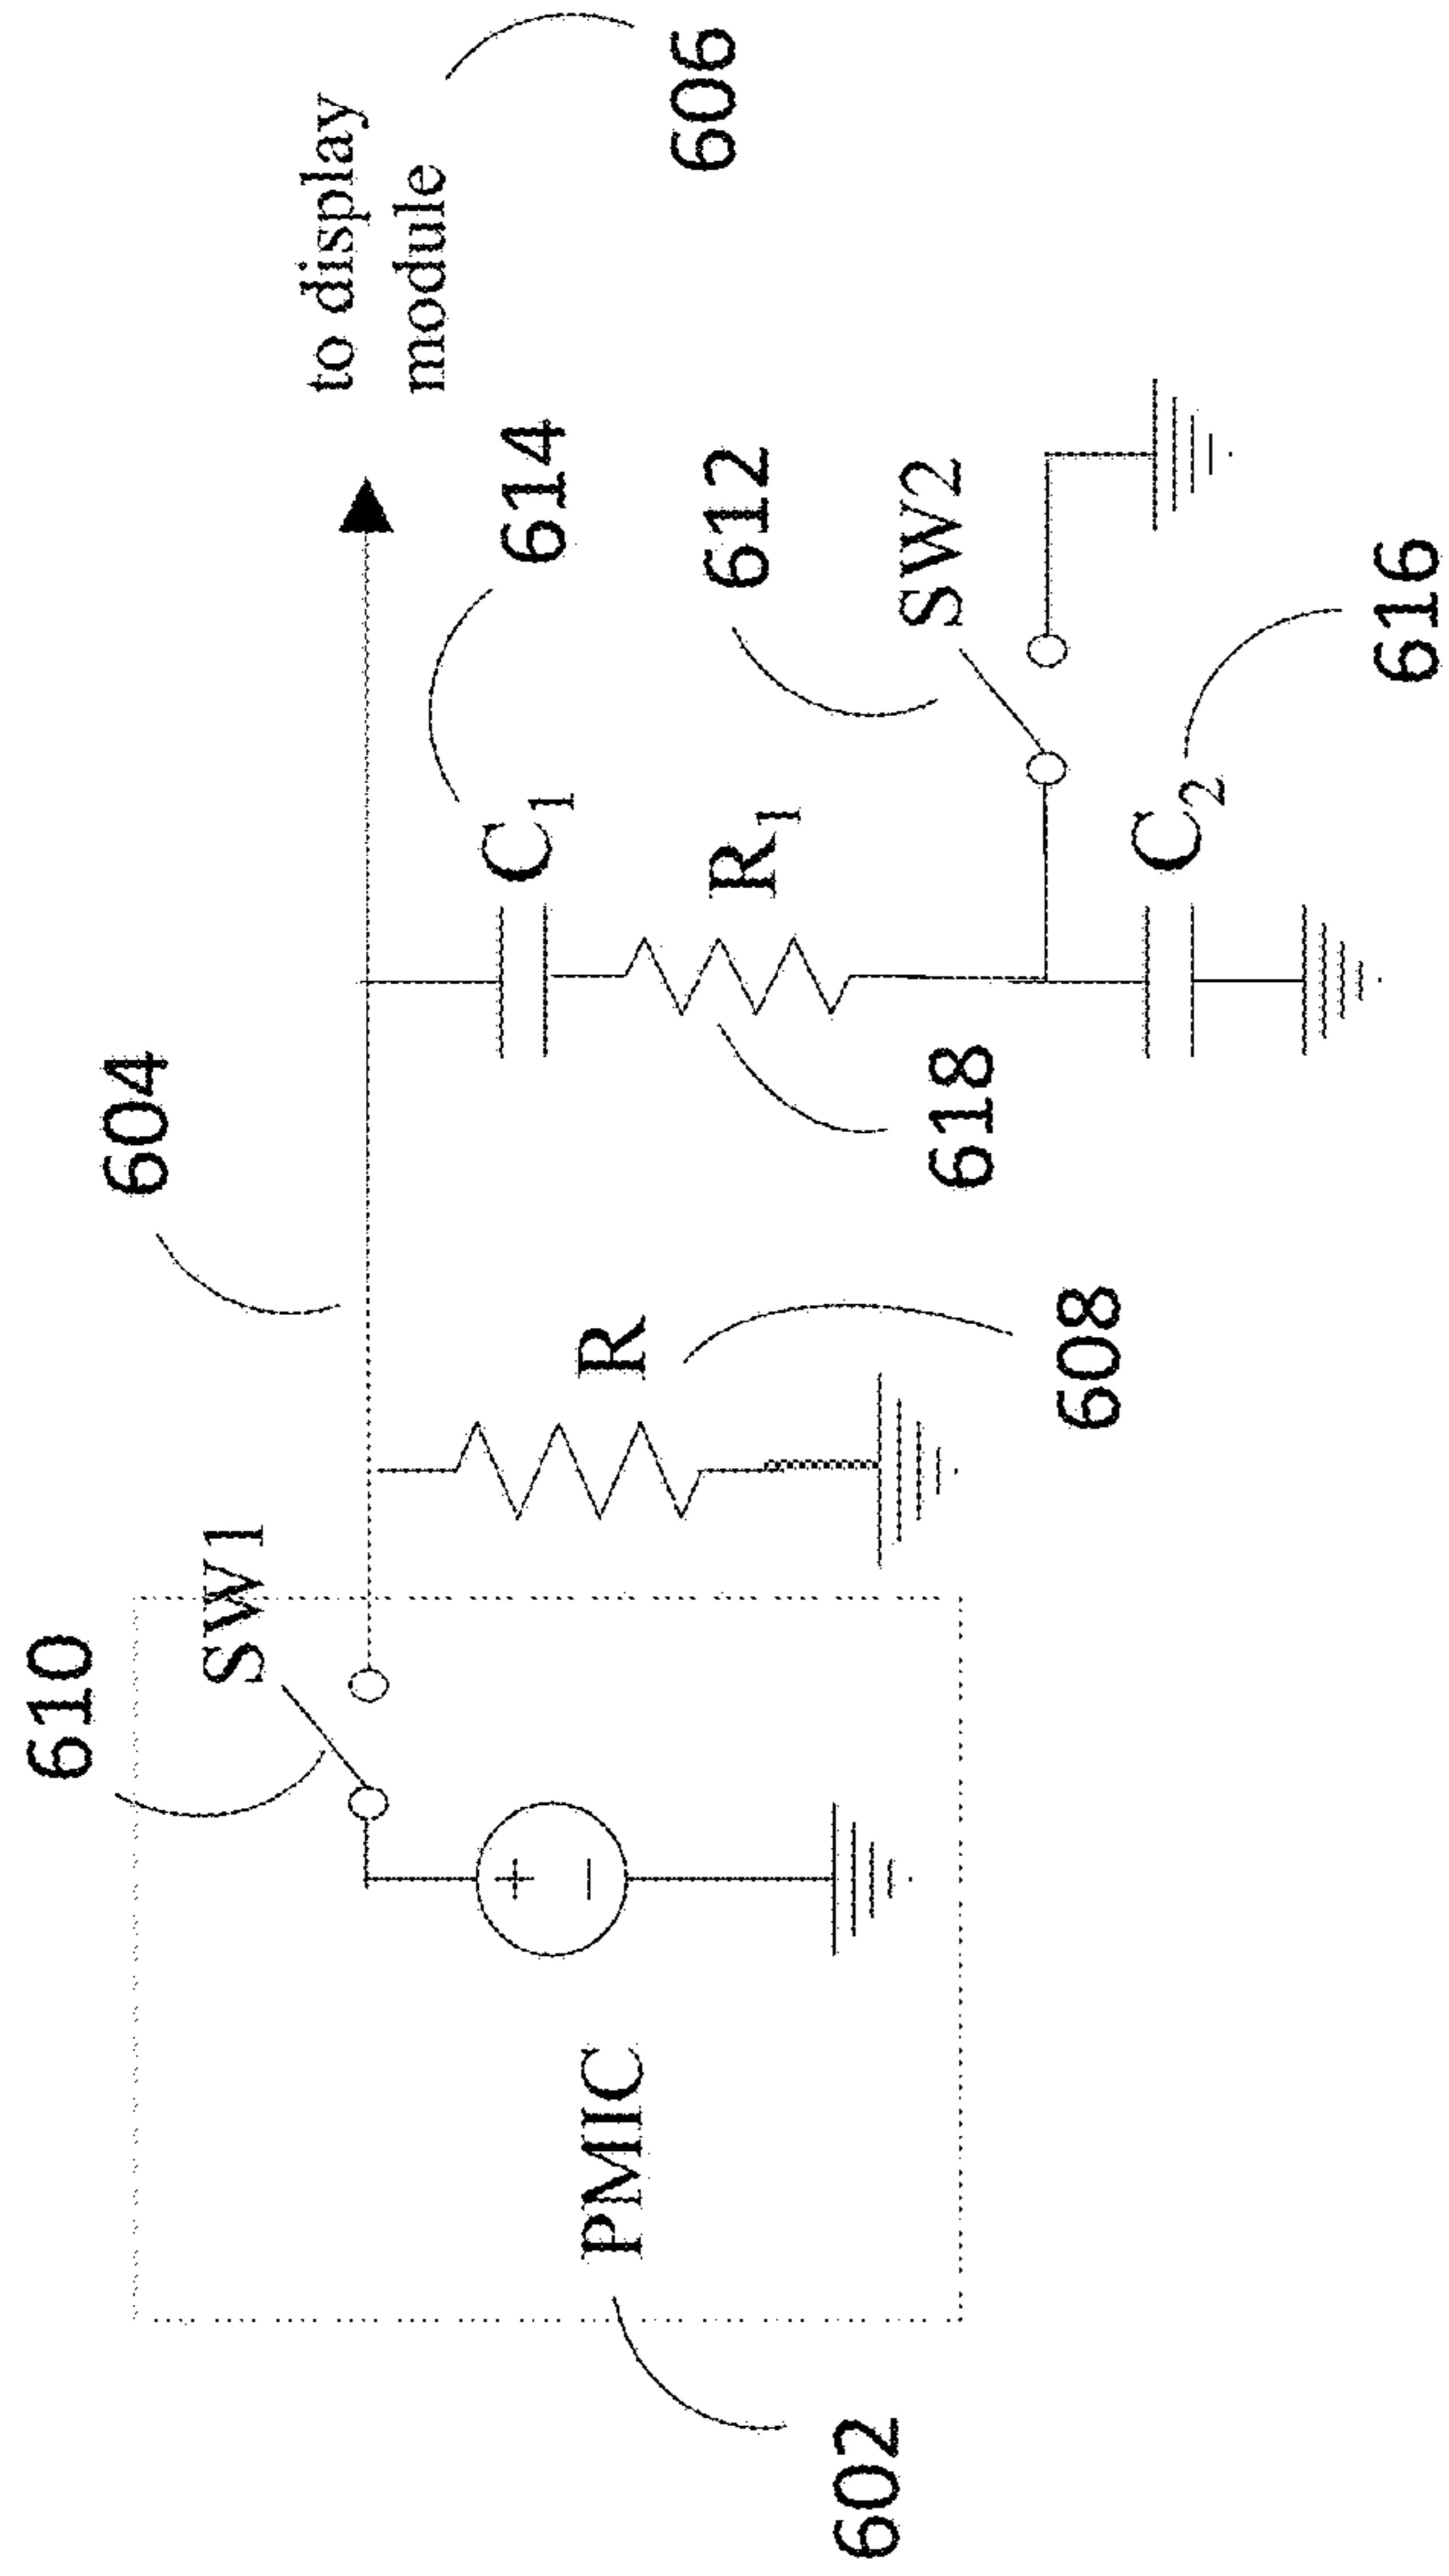 610
SW1
604
to display
module
606
C1
614
R
608
R1
618
612
SW2
PMIC
602
C2
616